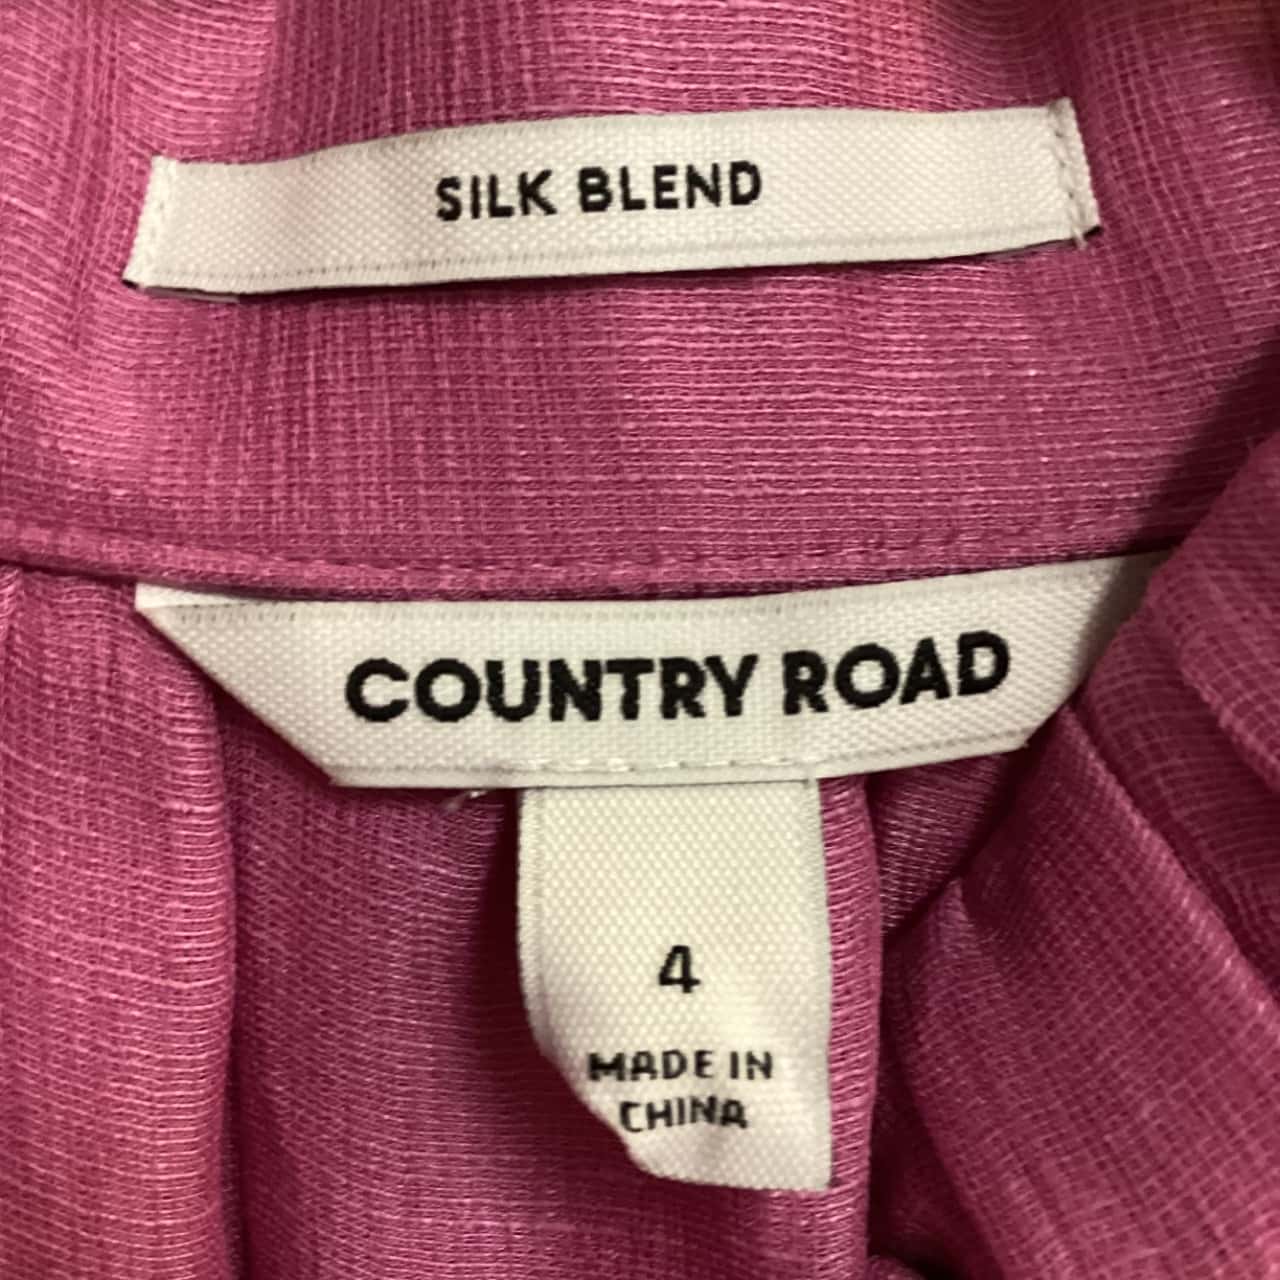 SILK BLEND
COUNTRY ROAD
4
MADE IN
CHINA